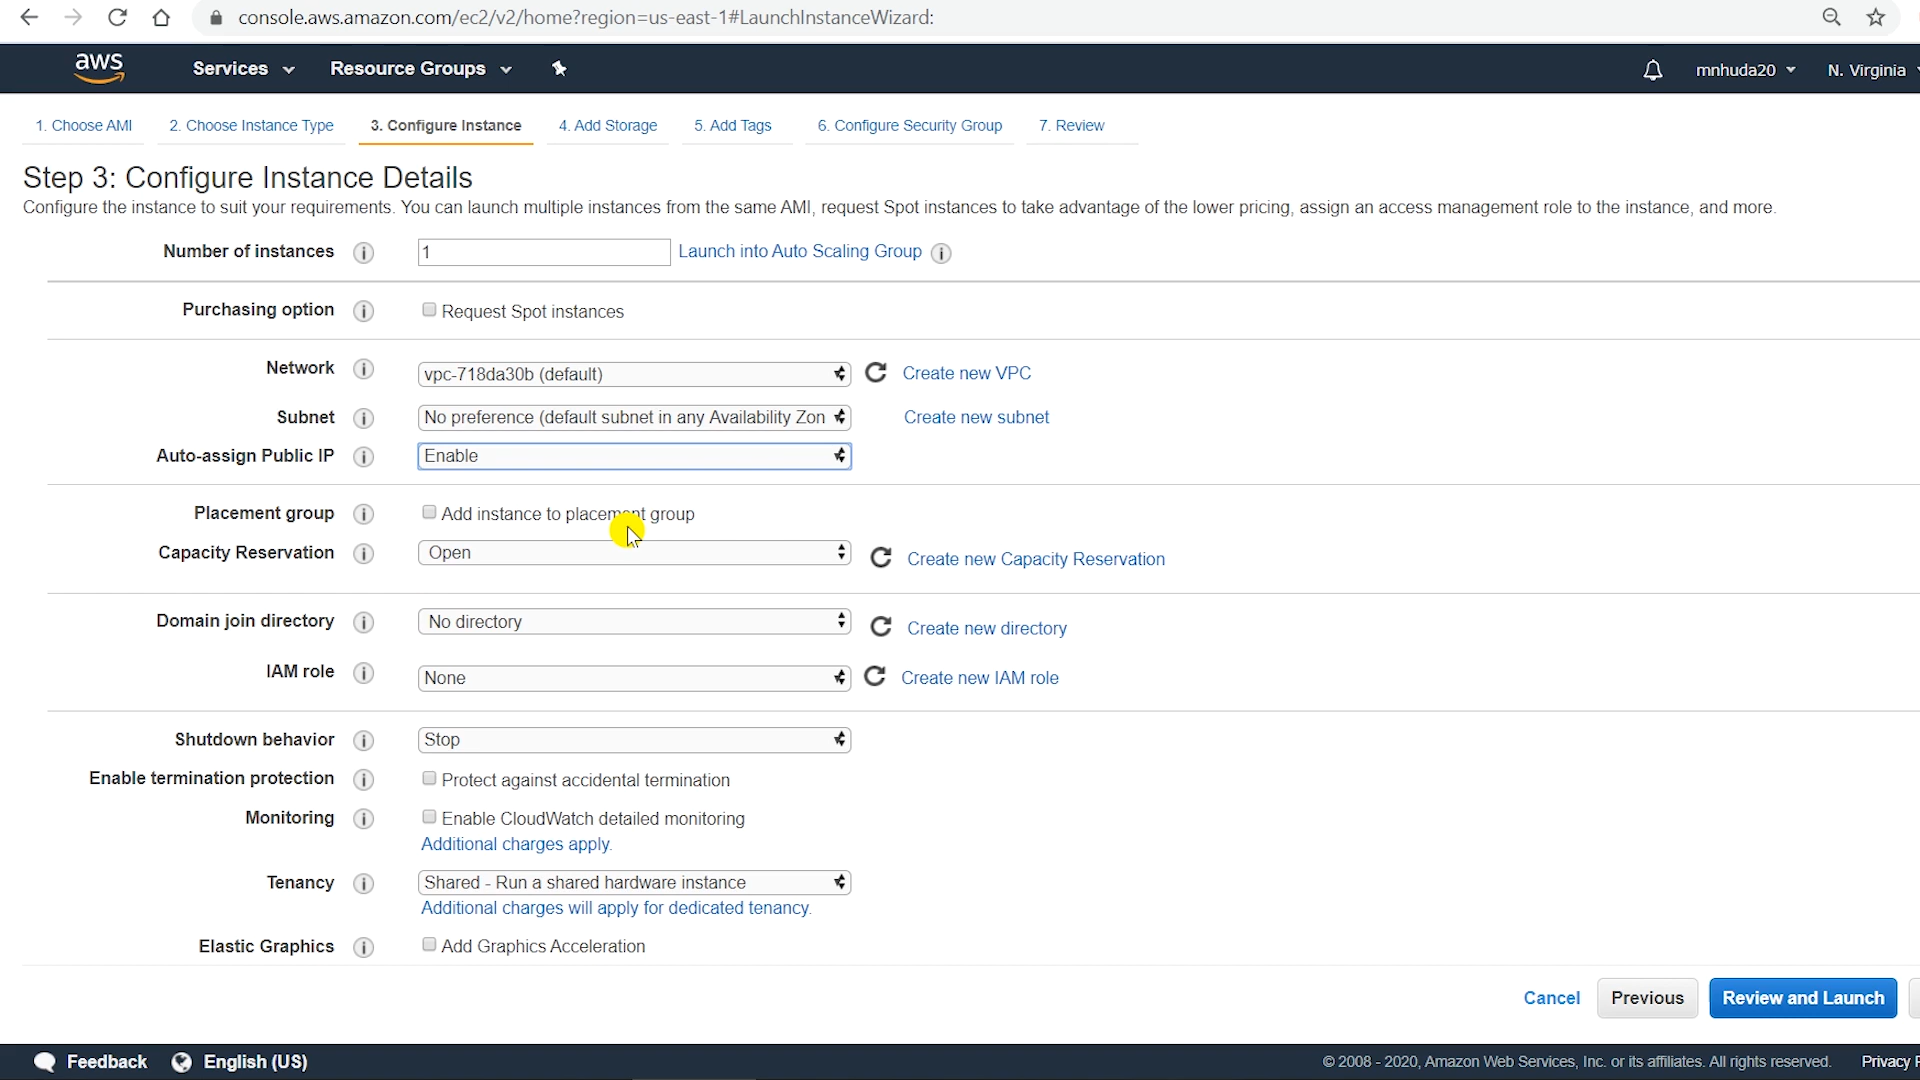 console.aws.amazon.com/ec2/v2/home?region=us-east-1#LaunchInstanceWizard:
aws Services Resource Groups mnhuda20 N. Virginia
1. Choose AMI 2. Choose Instance Type 3. Configure Instance 4. Add Storage 5. Add Tags 6. Configure Security Group 7. Review
Step 3: Configure Instance Details
Configure the instance to suit your requirements. You can launch multiple instances from the same AMI, request Spot instances to take advantage of the lower pricing, assign an access management role to the instance, and more.
Number of instances i 1 Launch into Auto Scaling Group i
Purchasing option i Request Spot instances
Network i vpc-718da30b (default) Create new VPC
Subnet i No preference (default subnet in any Availability Zon Create new subnet
Auto-assign Public IP i Enable
Placement group i Add instance to placement group
Capacity Reservation i Open Create new Capacity Reservation
Domain join directory i No directory Create new directory
IAM role i None Create new IAM role
Shutdown behavior i Stop
Enable termination protection i Protect against accidental termination
Monitoring i Enable CloudWatch detailed monitoring
Additional charges apply.
Tenancy i Shared - Run a shared hardware instance
Additional charges will apply for dedicated tenancy.
Elastic Graphics i Add Graphics Acceleration
Cancel Previous Review and Launch
Feedback English (US) © 2008 - 2020, Amazon Web Services, Inc. or its affiliates. All rights reserved. Privacy